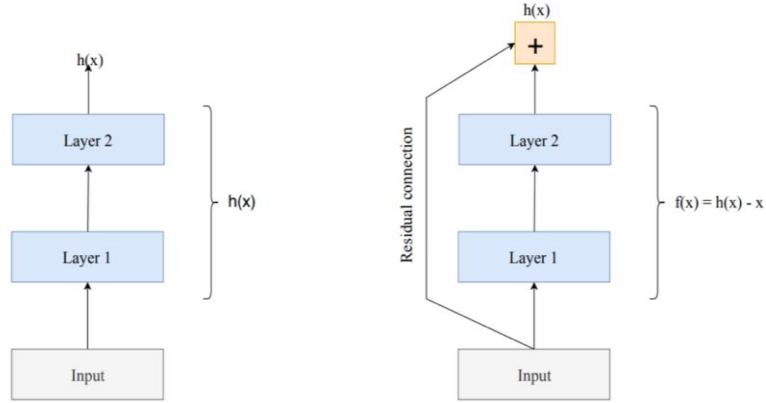 h(x)
Layer 2
h(x)
Layer 1
Input
h(x)
+
Layer 2
Residual connection
f(x) = h(x) - x
Layer 1
Input